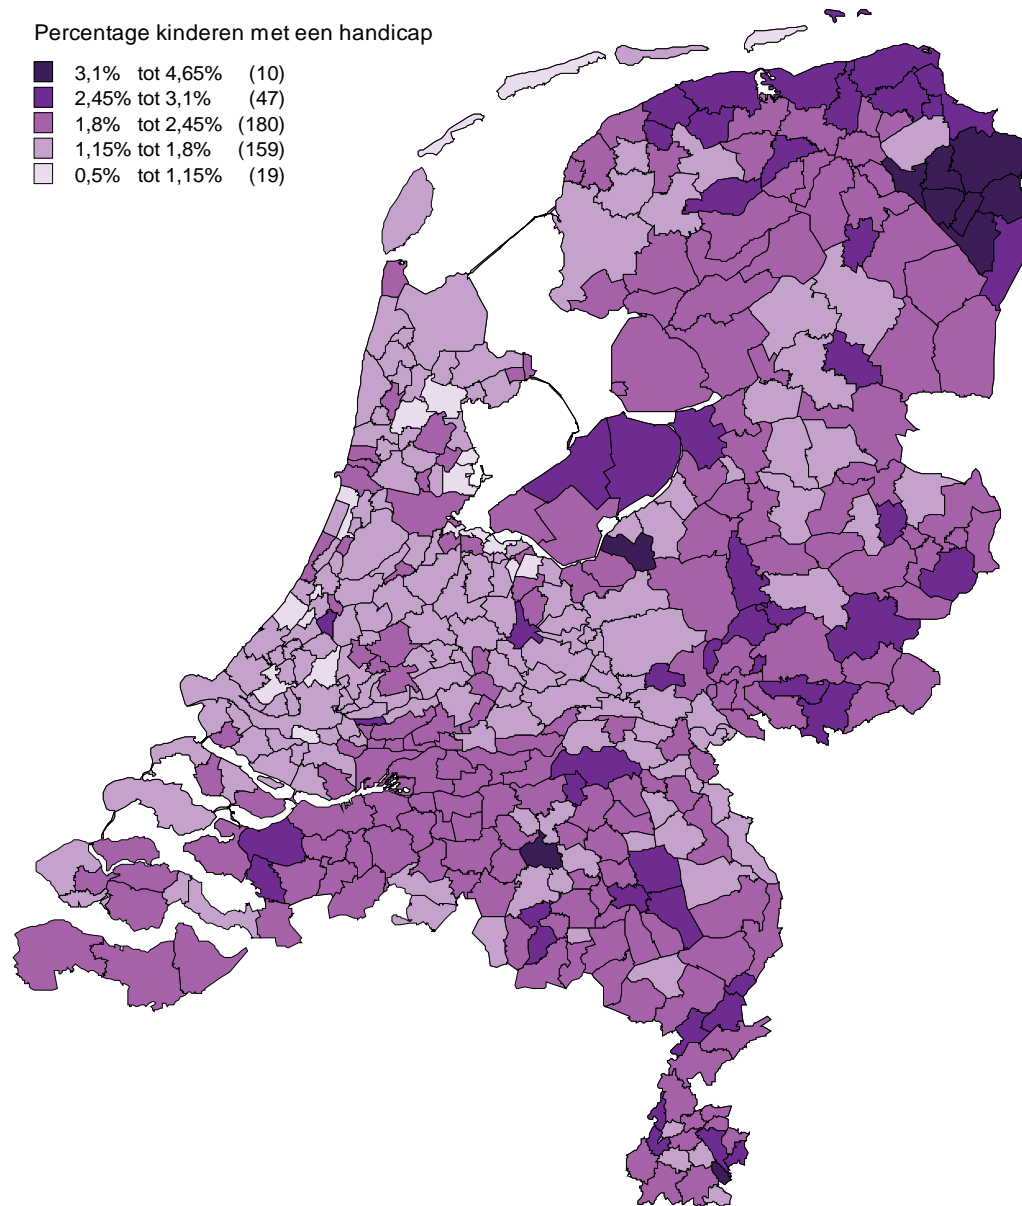 Percentage kinderen met een handicap
3,1% tot 4,65% (10)
2,45% tot 3,1% (47)
1,8% tot 2,45% (180)
1,15% tot 1,8% (159)
0,5% tot 1,15% (19)